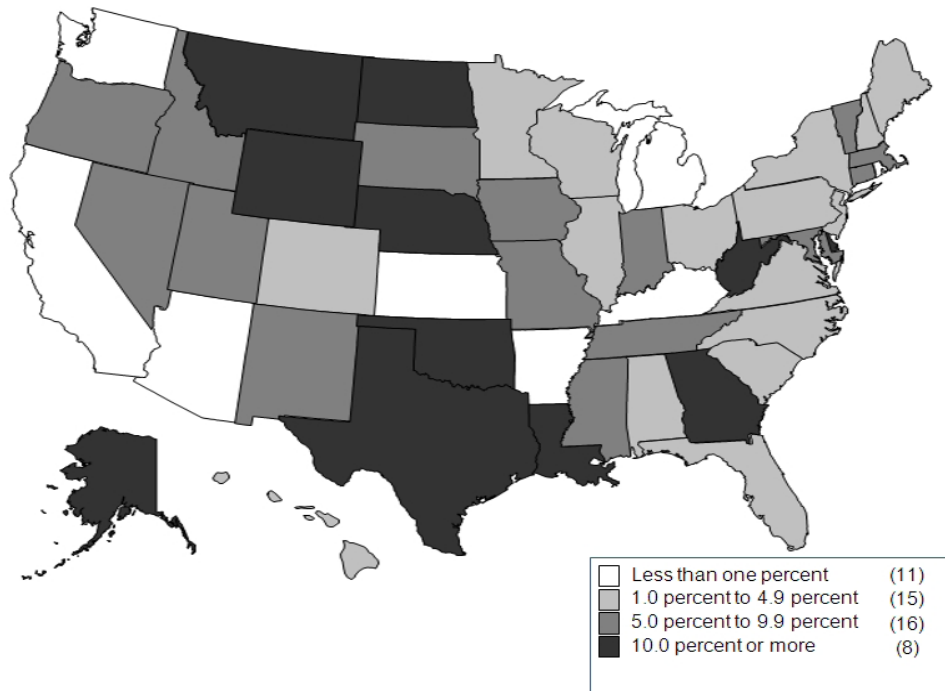 Less than one percent (11)
1.0 percent to 4.9 percent (15)
5.0 percent to 9.9 percent (16)
10.0 percent or more (8)